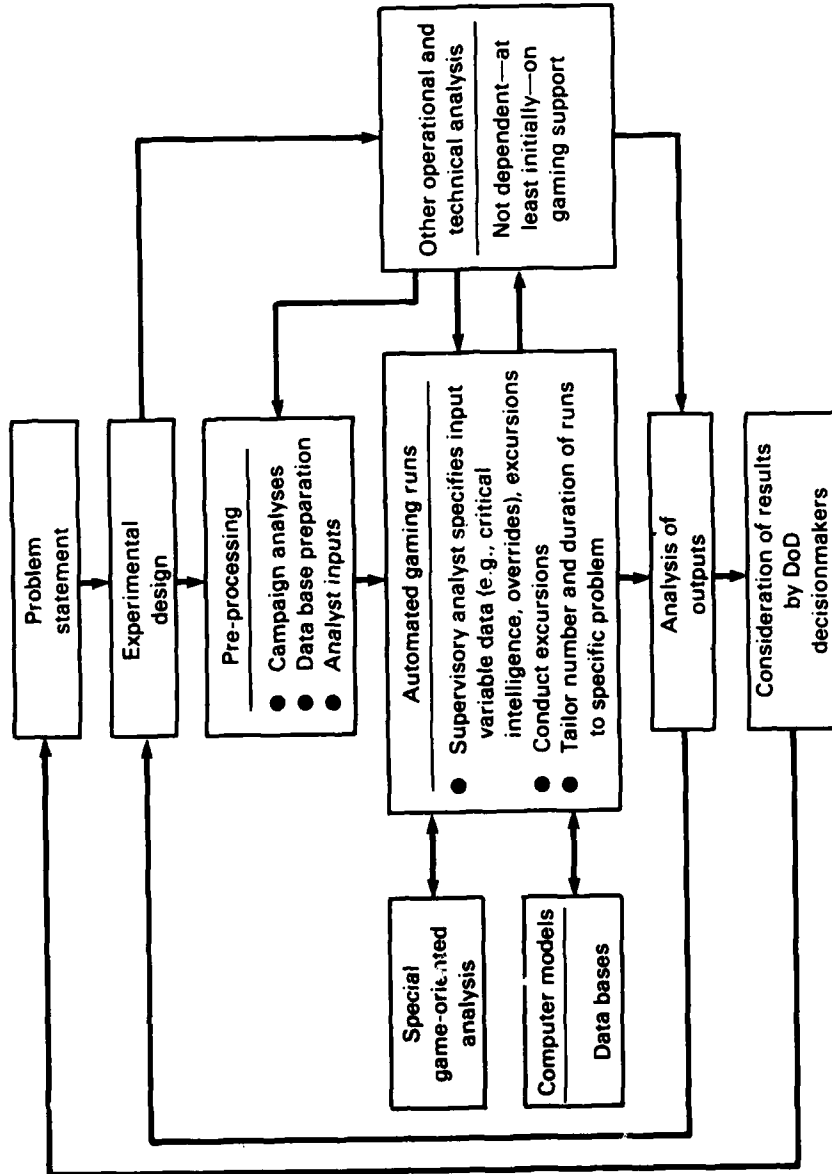 Problem
statement
Experimental
design
Pre-processing
● Campaign analyses
● Data base preparation
● Analyst inputs
Other operational and
technical analysis
Not dependent—at
least initially—on
gaming support
Automated gaming runs
● Supervisory analyst specifies input
variable data (e.g., critical
intelligence, overrides), excursions
● Conduct excursions
● Tailor number and duration of runs
to specific problem
Special
game-oriented
analysis
Computer models
Data bases
Analysis of
outputs
Consideration of results
by DoD
decisionmakers